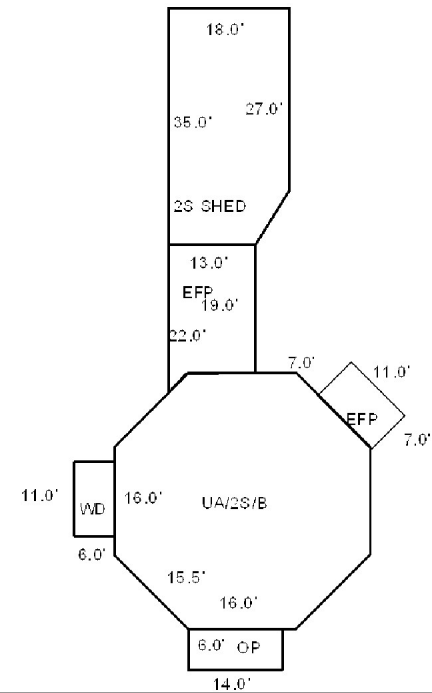 18.0'
27.0'
35.0'
2S SHED
13.0'
EFP
19.0'
22.0'
7.0'
11.0'
EFP
7.0'
11.0'
16.0'
WD
UA/2S/B
6.0'
15.5'
16.0'
6.0' OP
14.0'